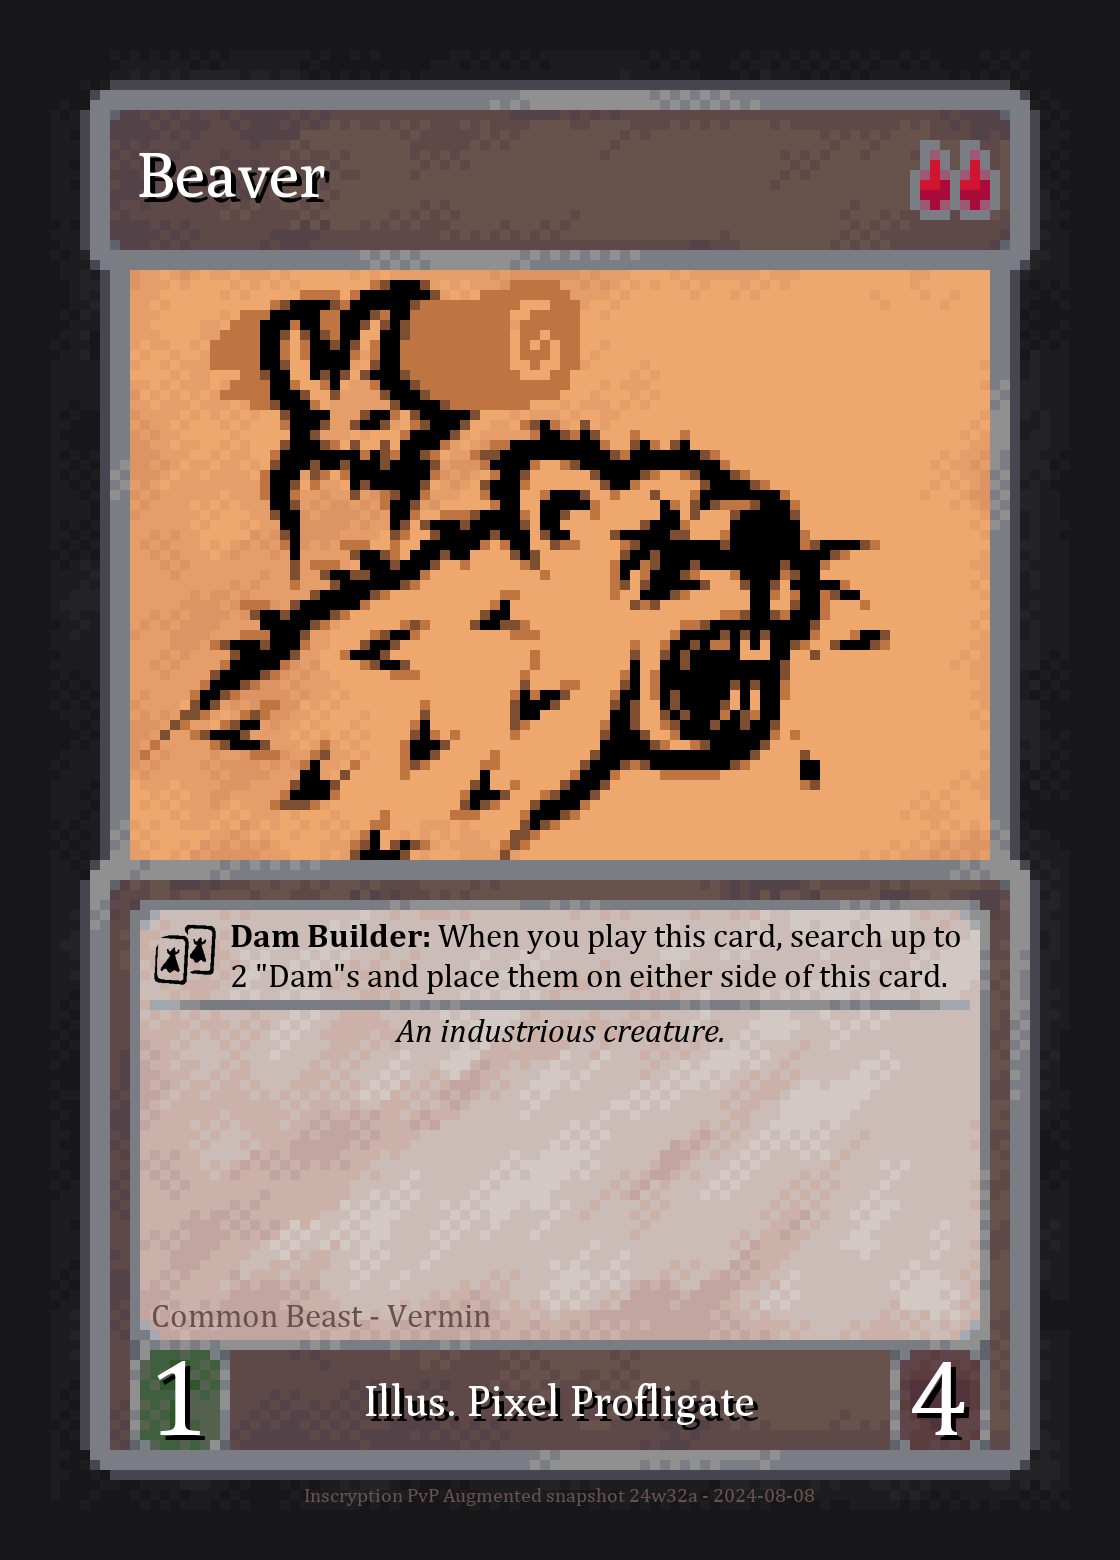 Beaver
Dam Builder: When you play this card, search up to
2 "Dam"s and place them on either side of this card.
An industrious creature.
Common Beast - Vermin
1
Illus. Pixel Profligate
4
Inscryption PvP Augmented snapshot 24w32a - 2024-08-08